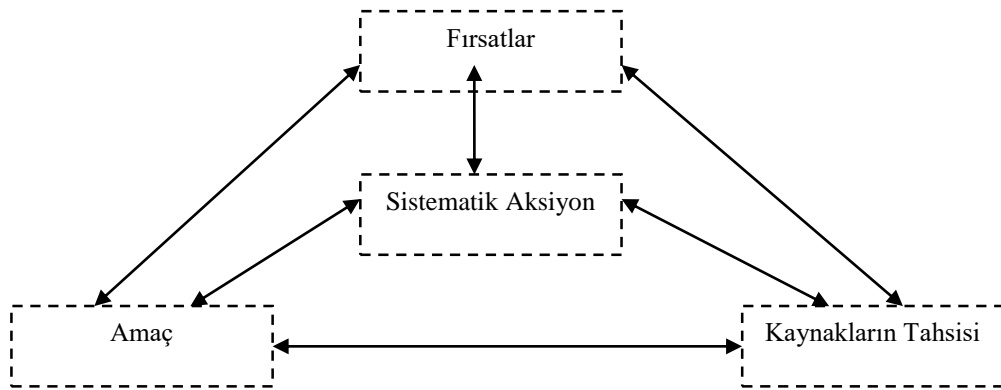 Fırsatlar
Sistematik Aksiyon
Amaç
Kaynakların Tahsisi